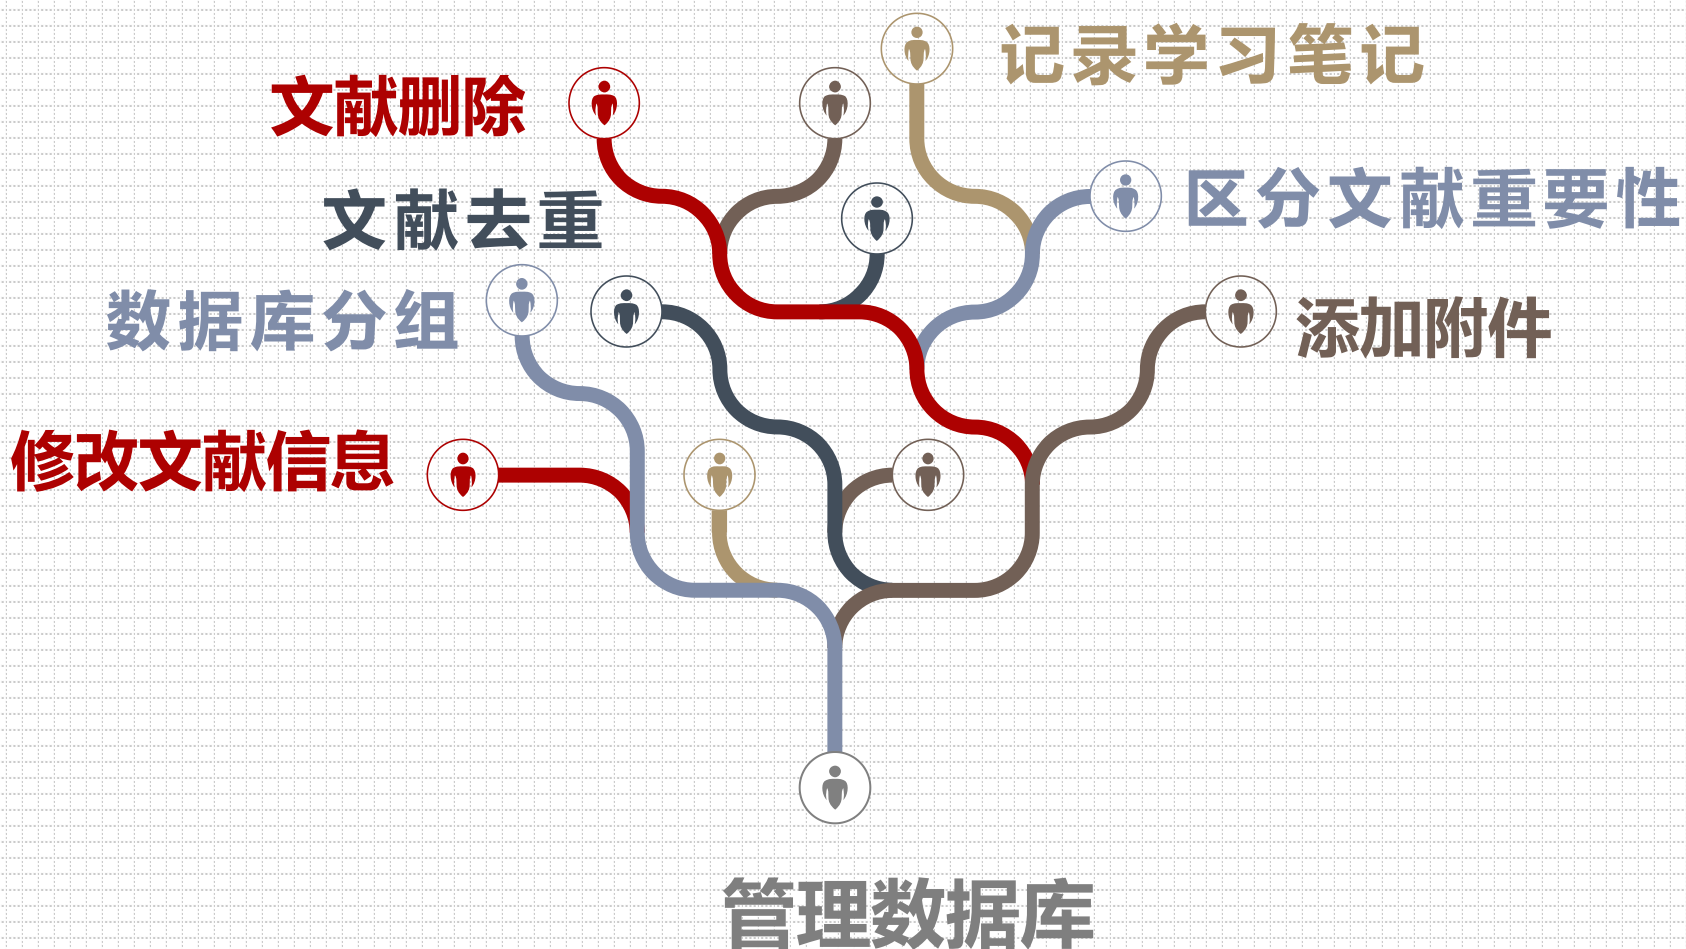 记录学习笔记
文献删除
区分文献重要性
文献去重
数据库分组
添加附件
修改文献信息
管理数据库